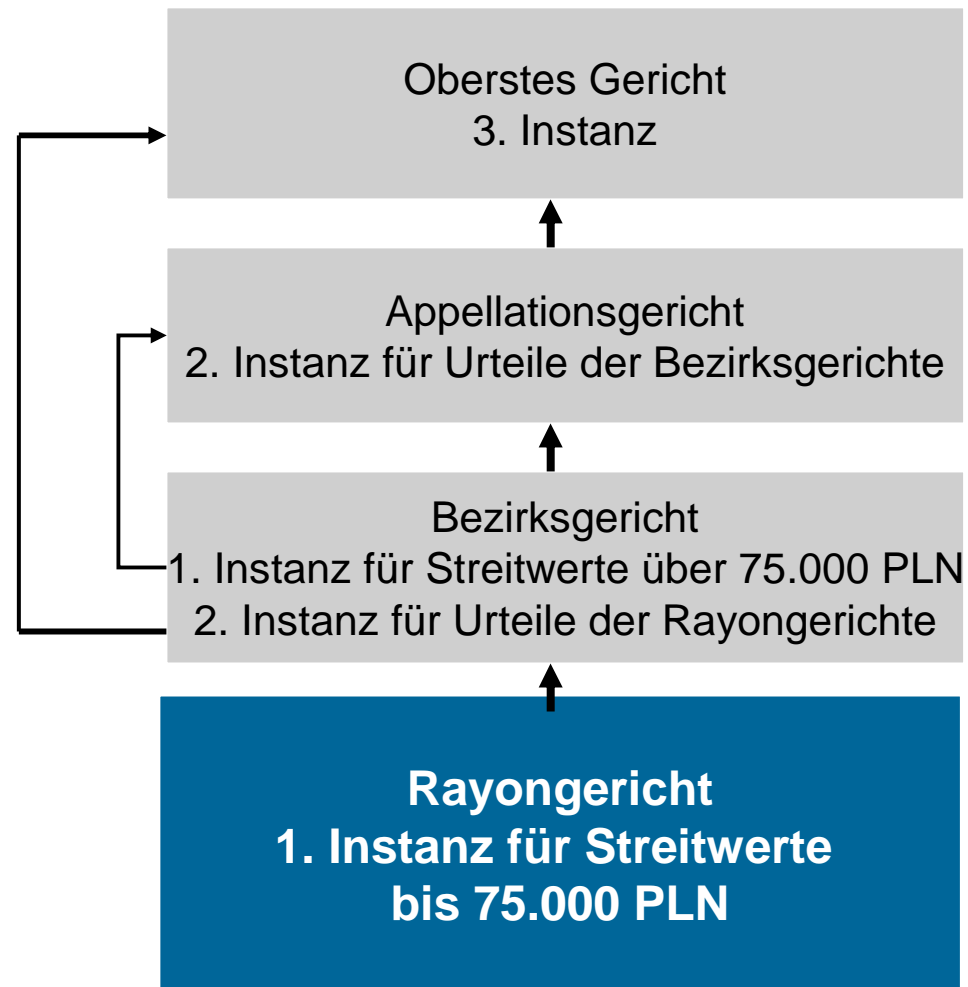 Oberstes Gericht
3. Instanz
Appellationsgericht
2. Instanz für Urteile der Bezirksgerichte
Bezirksgericht
1. Instanz für Streitwerte über 75.000 PLN
2. Instanz für Urteile der Rayongerichte
Rayongericht
1. Instanz für Streitwerte
bis 75.000 PLN